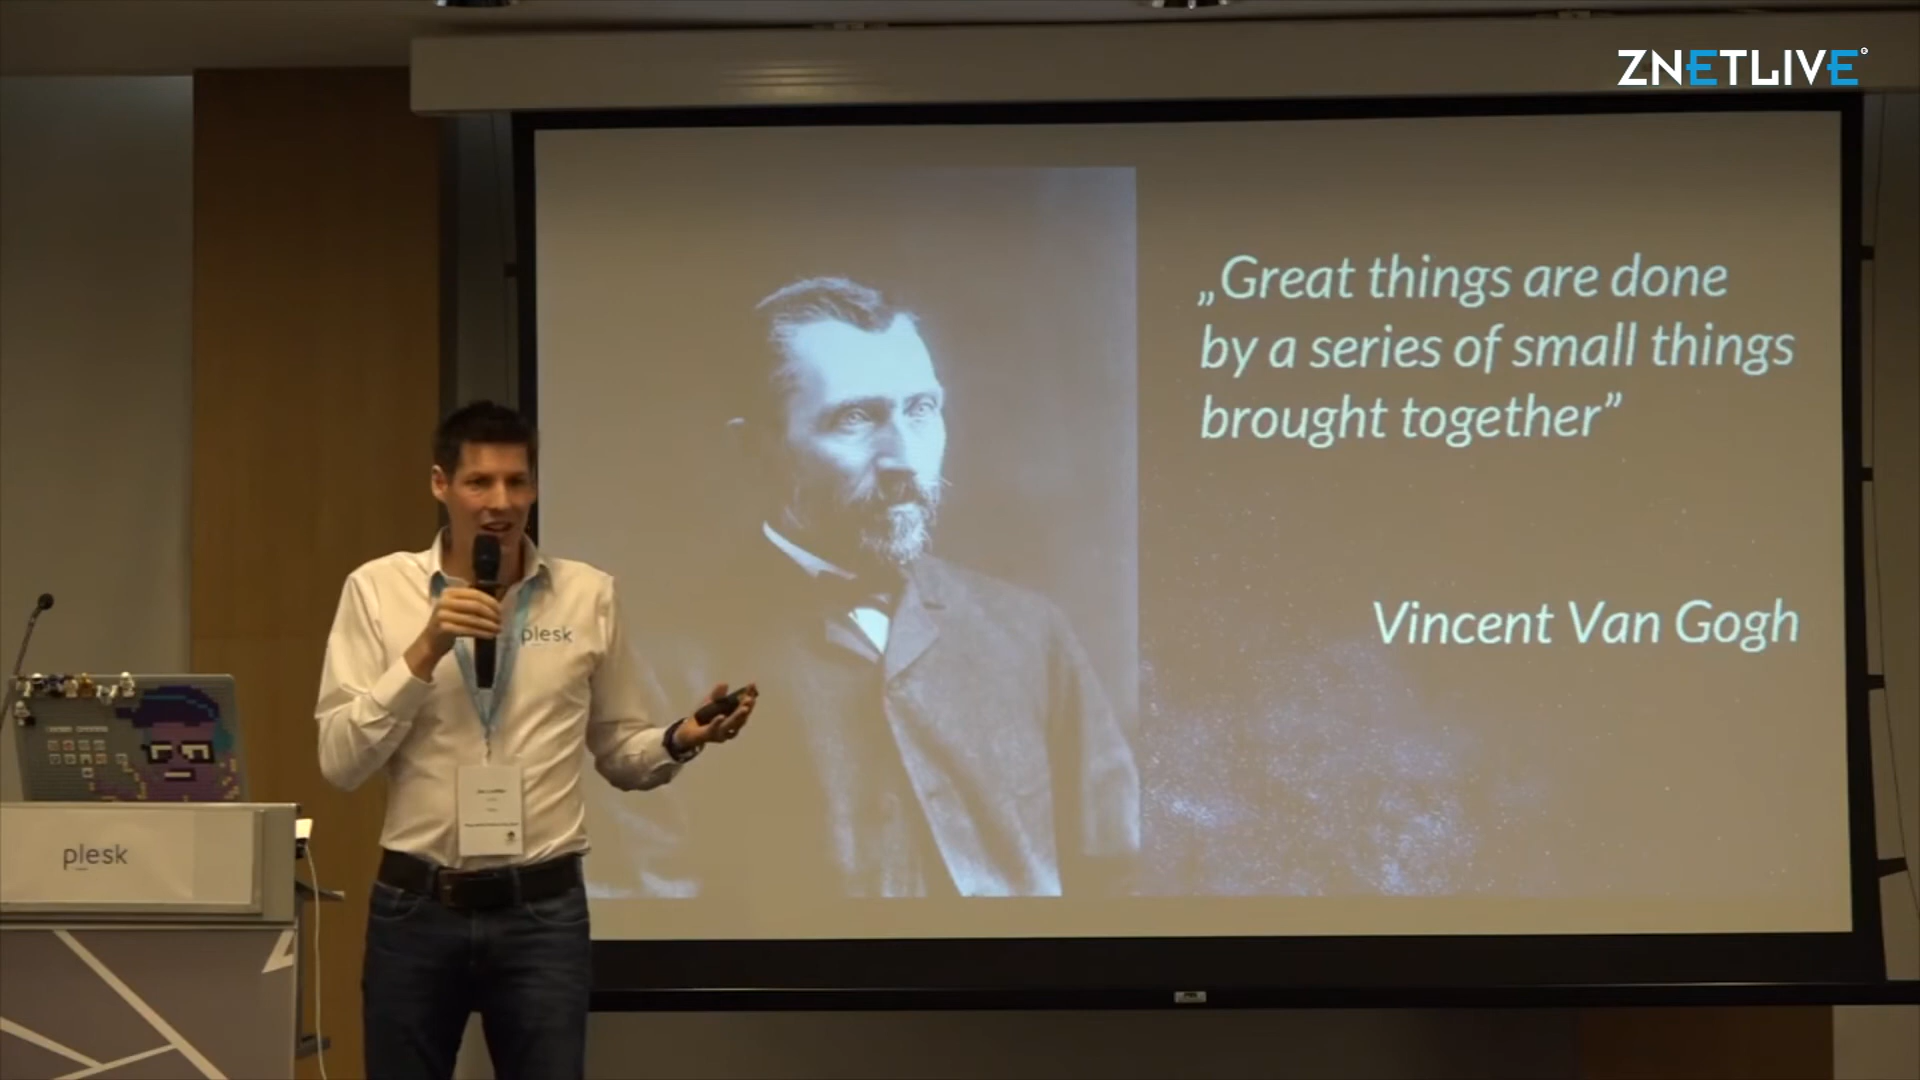 ZNETLIVE
„Great things are done
by a series of small things
brought together”
Vincent Van Gogh
plesk
plesk